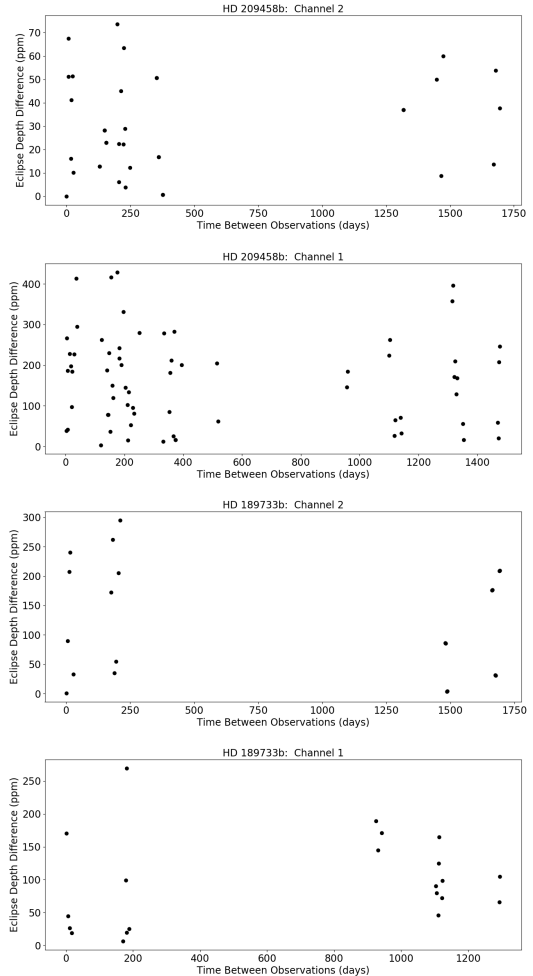 HD 209458b:  Channel 2
70
60
50
40
30
20
10
0
Eclipse Depth Difference (ppm)
0 250 500 750 1000 1250 1500 1750
Time Between Observations (days)
HD 209458b:  Channel 1
400
300
200
100
0
Eclipse Depth Difference (ppm)
0 200 400 600 800 1000 1200 1400
Time Between Observations (days)
HD 189733b:  Channel 2
300
250
200
150
100
50
0
Eclipse Depth Difference (ppm)
0 250 500 750 1000 1250 1500 1750
Time Between Observations (days)
HD 189733b:  Channel 1
250
200
150
100
50
0
Eclipse Depth Difference (ppm)
0 200 400 600 800 1000 1200
Time Between Observations (days)